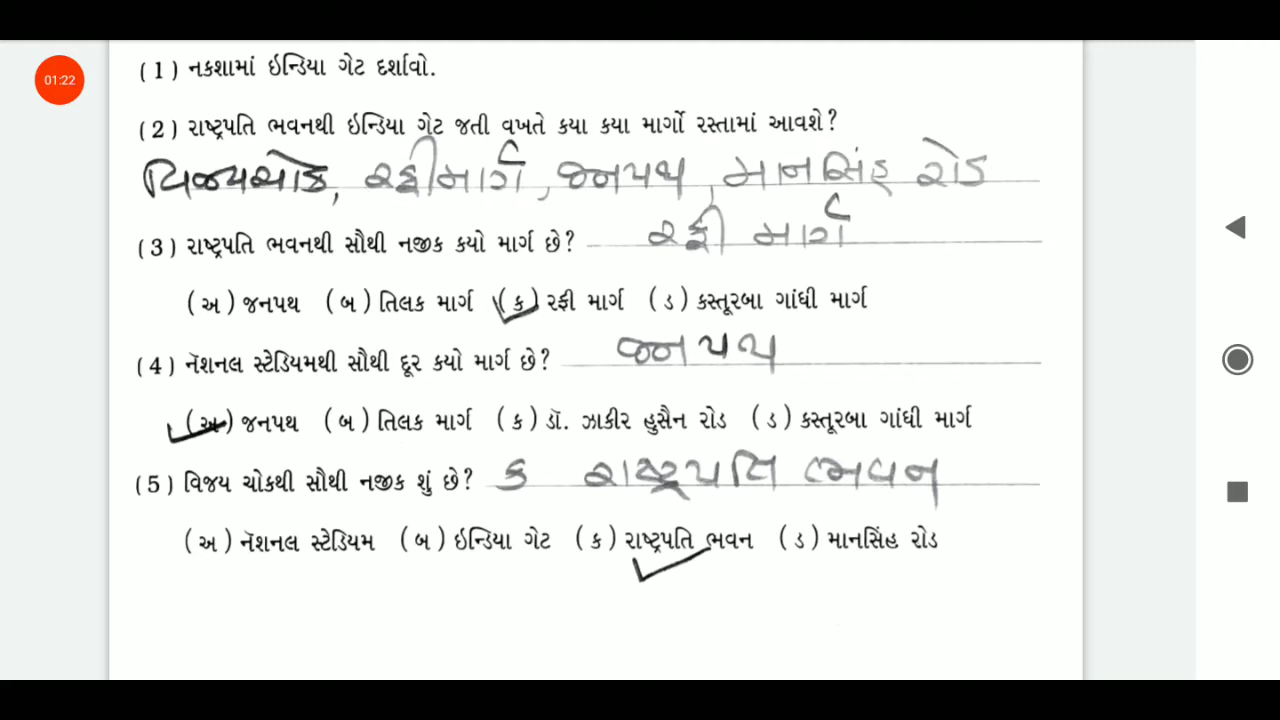 01:22
(1) નકશામાં ઇન્ડિયા ગેટ દર્શાવો.
(2) રાષ્ટ્રપતિ ભવનથી ઇન્ડિયા ગેટ જતી વખતે કયા કયા માર્ગો રસ્તામાં આવશે?
વિજયચોક, રફીમાર્ગ, જનપથ, માનસિંહ રોડ
(3) રાષ્ટ્રપતિ ભવનથી સૌથી નજીક કયો માર્ગ છે? રફી માર્ગ
(અ) જનપથ (બ) તિલક માર્ગ (ક) રફી માર્ગ (ડ) કસ્તૂરબા ગાંધી માર્ગ
(4) નૅશનલ સ્ટેડિયમથી સૌથી દૂર કયો માર્ગ છે? જનપથ
(અ) જનપથ (બ) તિલક માર્ગ (ક) ડૉ. ઝાકીર હુસૈન રોડ (ડ) કસ્તૂરબા ગાંધી માર્ગ
(5) વિજય ચોકથી સૌથી નજીક શું છે? ક રાષ્ટ્રપતિ ભવન
(અ) નૅશનલ સ્ટેડિયમ (બ) ઇન્ડિયા ગેટ (ક) રાષ્ટ્રપતિ ભવન (ડ) માનસિંહ રોડ